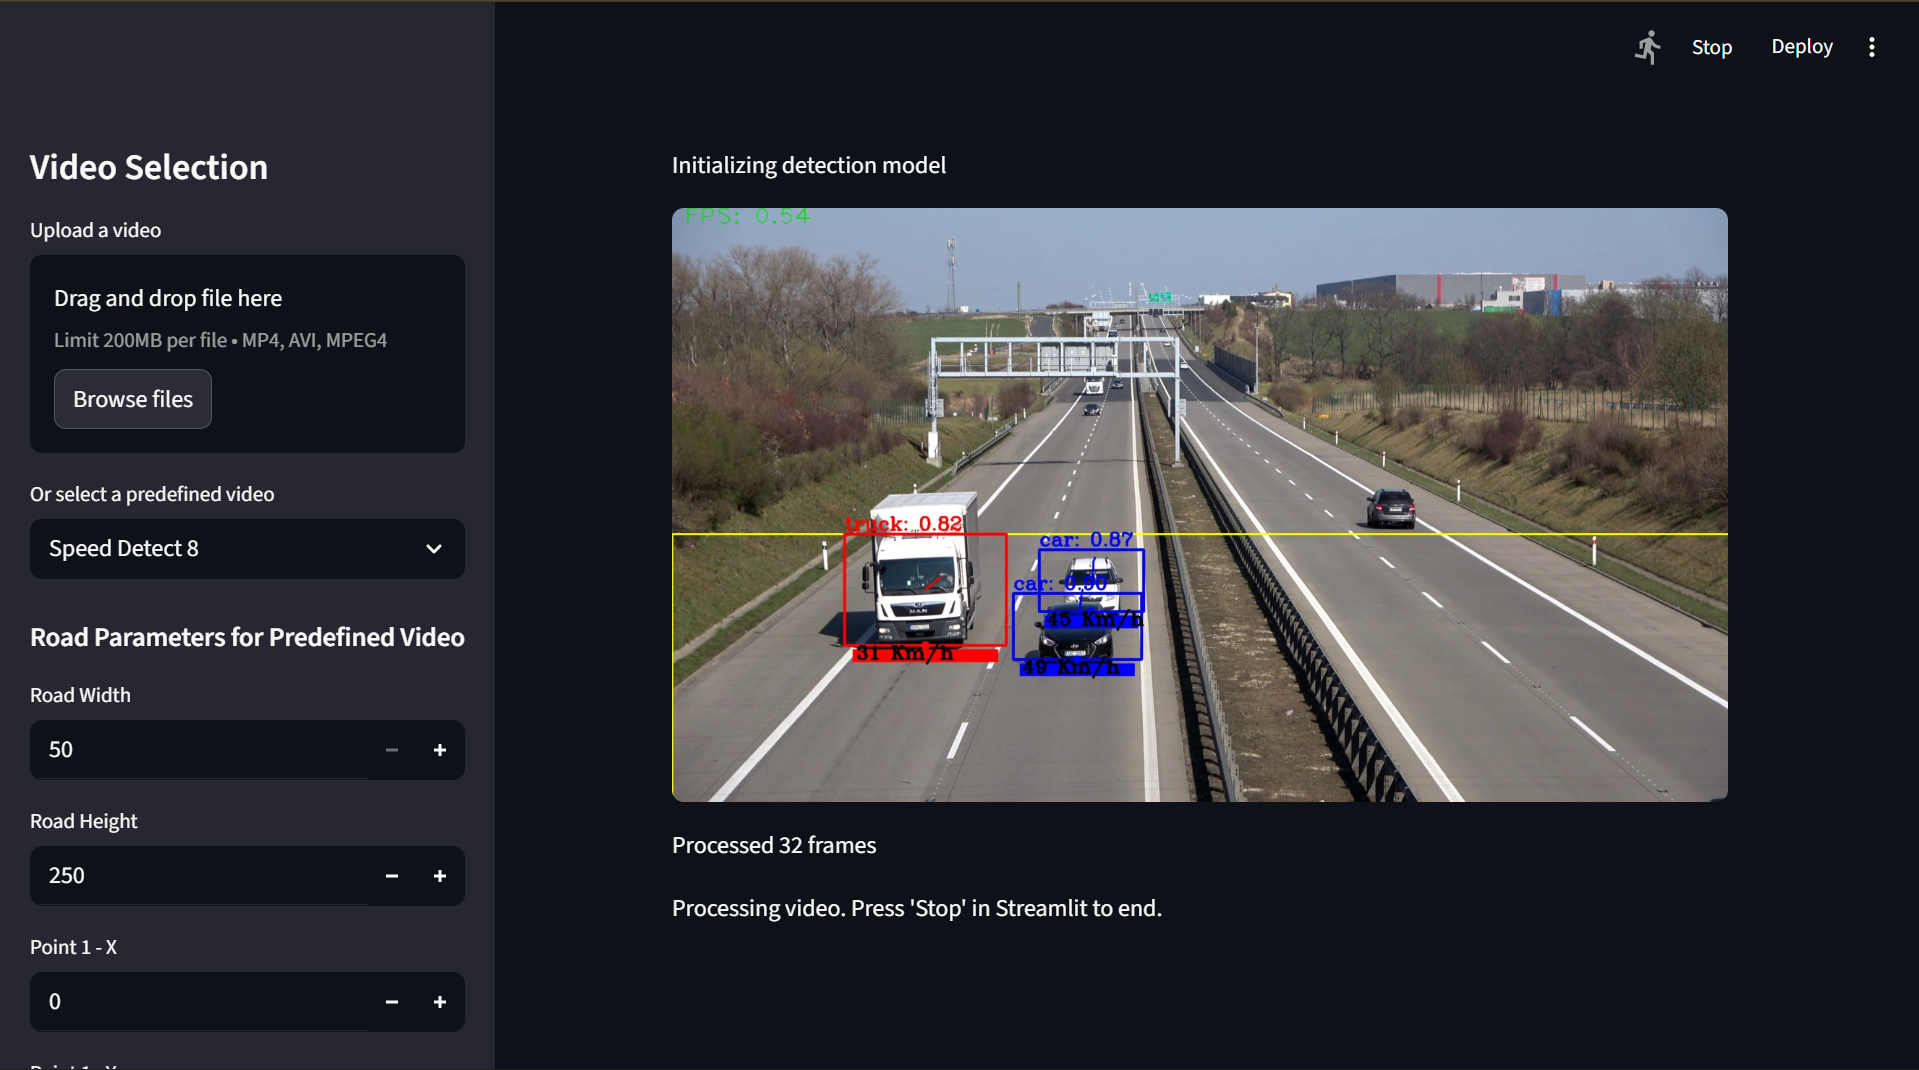 Stop
Deploy
Video Selection
Upload a video
Drag and drop file here
Limit 200MB per file • MP4, AVI, MPEG4
Browse files
Or select a predefined video
Speed Detect 8
Road Parameters for Predefined Video
Road Width
50
Road Height
250
Point 1 - X
0
Initializing detection model
FPS: 0.54
truck: 0.82
car: 0.87
car: 0.90
MAN
45 Km/h
31 Km/h
49 Km/h
Processed 32 frames
Processing video. Press 'Stop' in Streamlit to end.